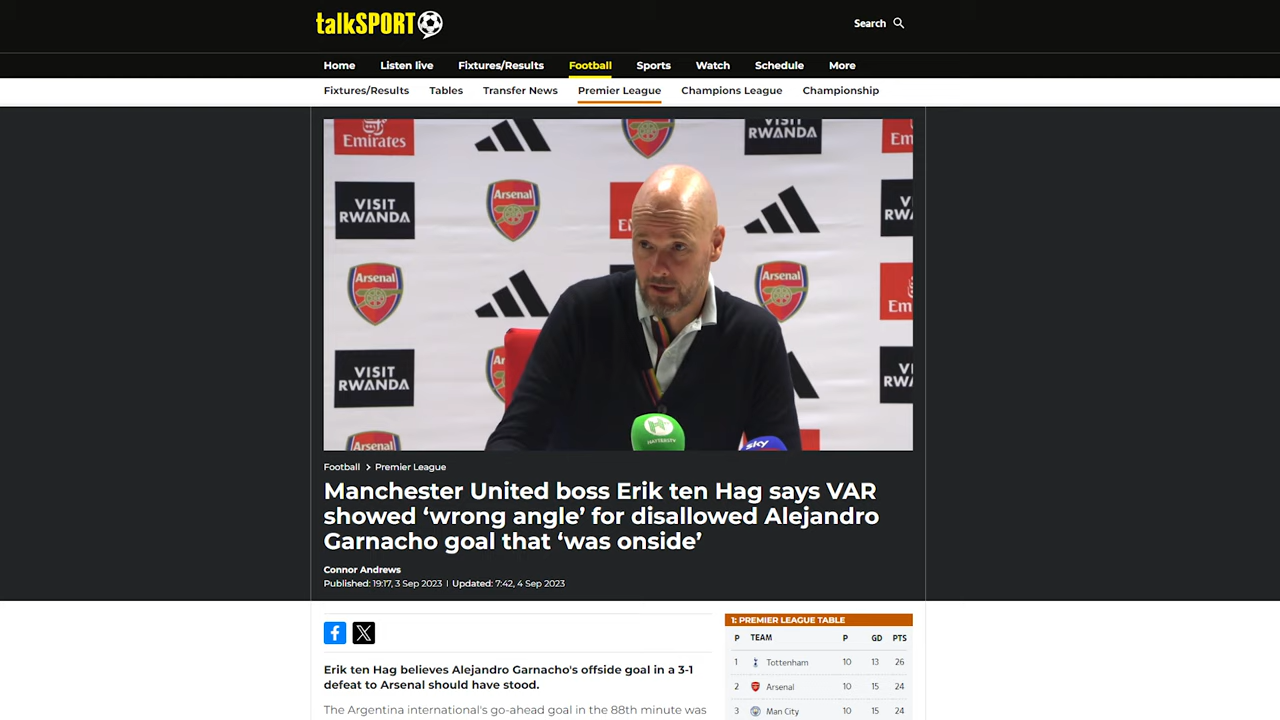 talkSPORT
Search
Home Listen live Fixtures/Results Football Sports Watch Schedule More
Fixtures/Results Tables Transfer News Premier League Champions League Championship
Emirates
VISIT
RWANDA
Arsenal
VISIT
RWANDA
Arsenal
Arsenal
VISIT
RWANDA
HAYTERSTV
sky
Football > Premier League
Manchester United boss Erik ten Hag says VAR
showed ‘wrong angle’ for disallowed Alejandro
Garnacho goal that ‘was onside’
Connor Andrews
Published: 19:17, 3 Sep 2023 | Updated: 7:42, 4 Sep 2023
Erik ten Hag believes Alejandro Garnacho's offside goal in a 3-1
defeat to Arsenal should have stood.
The Argentina international's go-ahead goal in the 88th minute was
1: PREMIER LEAGUE TABLE
P TEAM P GD PTS
1 Tottenham 10 13 26
2 Arsenal 10 15 24
3 Man City 10 15 24